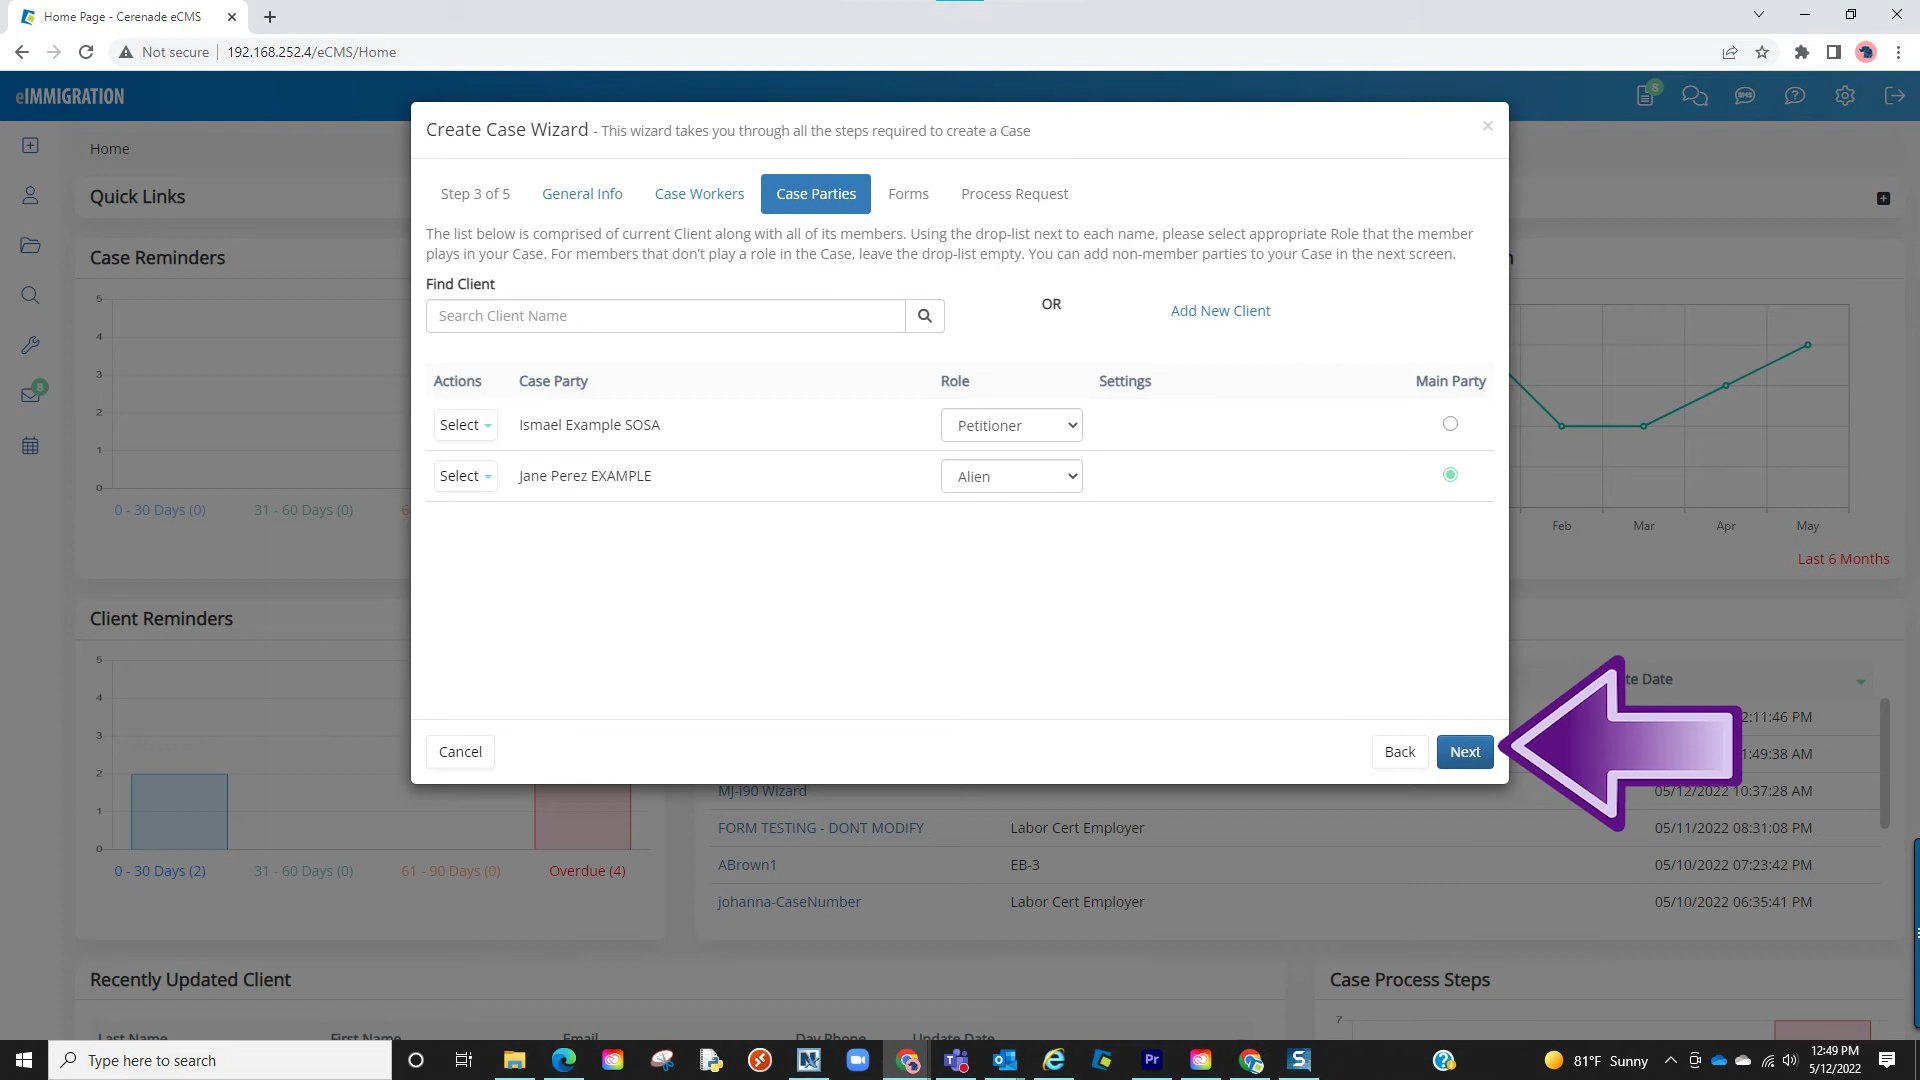 Home Page - Cerenade eCMS
Not secure
192.168.252.4/eCMS/Home
eIMMIGRATION
8
SMS
Home
Quick Links
Case Reminders
5
4
3
2
1
0
0 - 30 Days (0)
31 - 60 Days (0)
Client Reminders
5
4
3
2
1
0
0 - 30 Days (2)
31 - 60 Days (0)
61 - 90 Days (0)
Overdue (4)
8
Create Case Wizard - This wizard takes you through all the steps required to create a Case
×
Step 3 of 5
General Info
Case Workers
Case Parties
Forms
Process Request
The list below is comprised of current Client along with all of its members. Using the drop-list next to each name, please select appropriate Role that the member
plays in your Case. For members that don't play a role in the Case, leave the drop-list empty. You can add non-member parties to your Case in the next screen.
Find Client
Search Client Name
OR
Add New Client
Actions
Case Party
Role
Settings
Main Party
Select
Ismael Example SOSA
Petitioner
Select
Jane Perez EXAMPLE
Alien
Cancel
Back
Next
Feb
Mar
Apr
May
Last 6 Months
te Date
2:11:46 PM
1:49:38 AM
MJ-i90 Wizard
05/12/2022 10:37:28 AM
FORM TESTING - DONT MODIFY
Labor Cert Employer
05/11/2022 08:31:08 PM
ABrown1
EB-3
05/10/2022 07:23:42 PM
johanna-CaseNumber
Labor Cert Employer
05/10/2022 06:35:41 PM
Recently Updated Client
Last Name
First Name
Email
Day Phone
Update Date
Case Process Steps
7
Type here to search
Pr
81°F Sunny
12:49 PM
5/12/2022